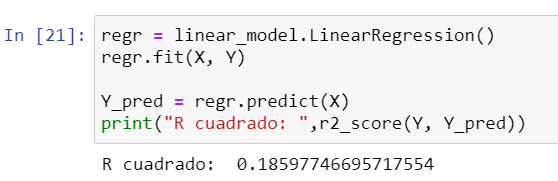 In [21]: regr = linear_model.LinearRegression()
regr.fit(X, Y)
Y_pred = regr.predict(X)
print("R cuadrado: ",r2_score(Y, Y_pred))
R cuadrado:  0.18597746695717554